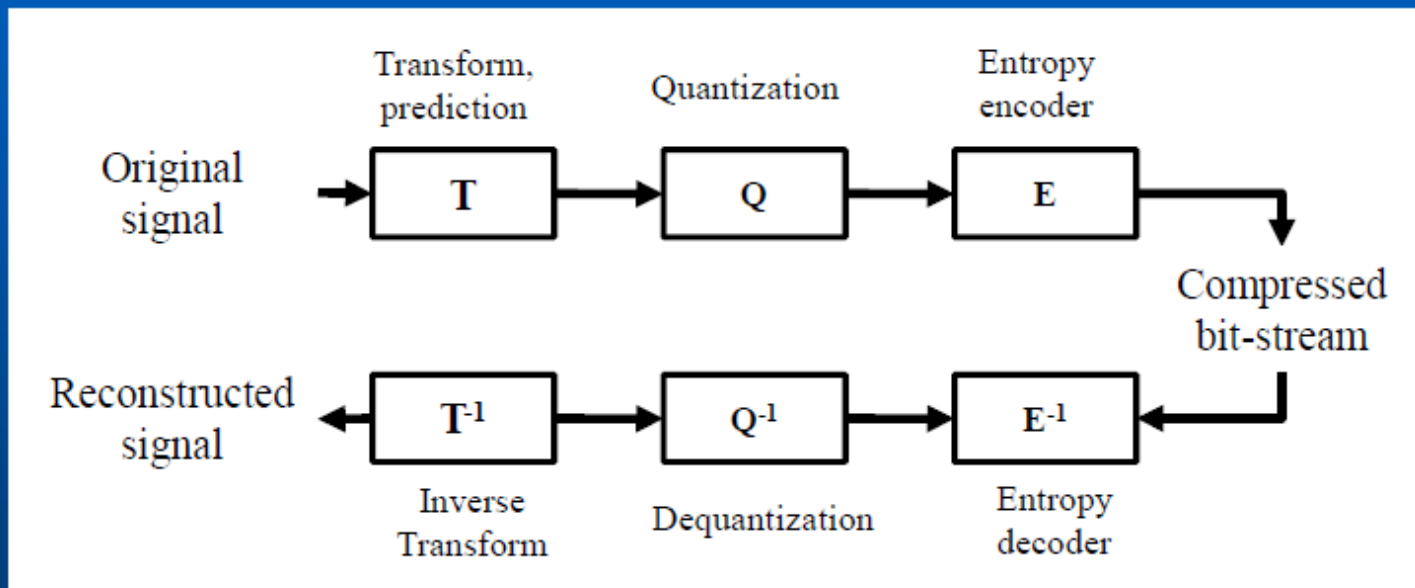 Transform,
prediction
Quantization
Entropy
encoder
Original
signal
T
Q
E
Compressed
bit-stream
Reconstructed
signal
T-1
Q-1
E-1
Inverse
Transform
Dequantization
Entropy
decoder